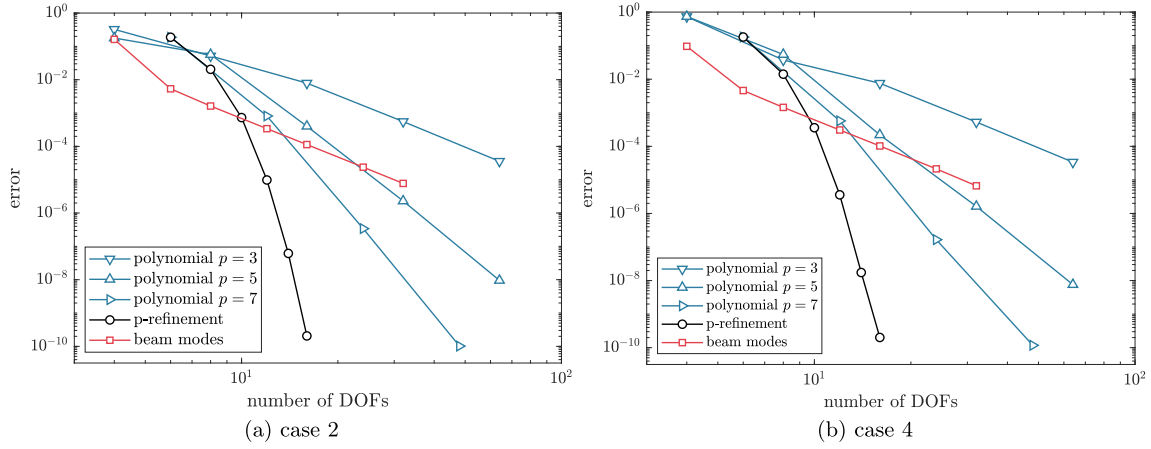 10^0
10^-2
10^-4
10^-6
10^-8
10^-10
error
polynomial p = 3
polynomial p = 5
polynomial p = 7
p-refinement
beam modes
10^1
10^2
number of DOFs
(a) case 2
10^0
10^-2
10^-4
10^-6
10^-8
10^-10
error
polynomial p = 3
polynomial p = 5
polynomial p = 7
p-refinement
beam modes
10^1
10^2
number of DOFs
(b) case 4